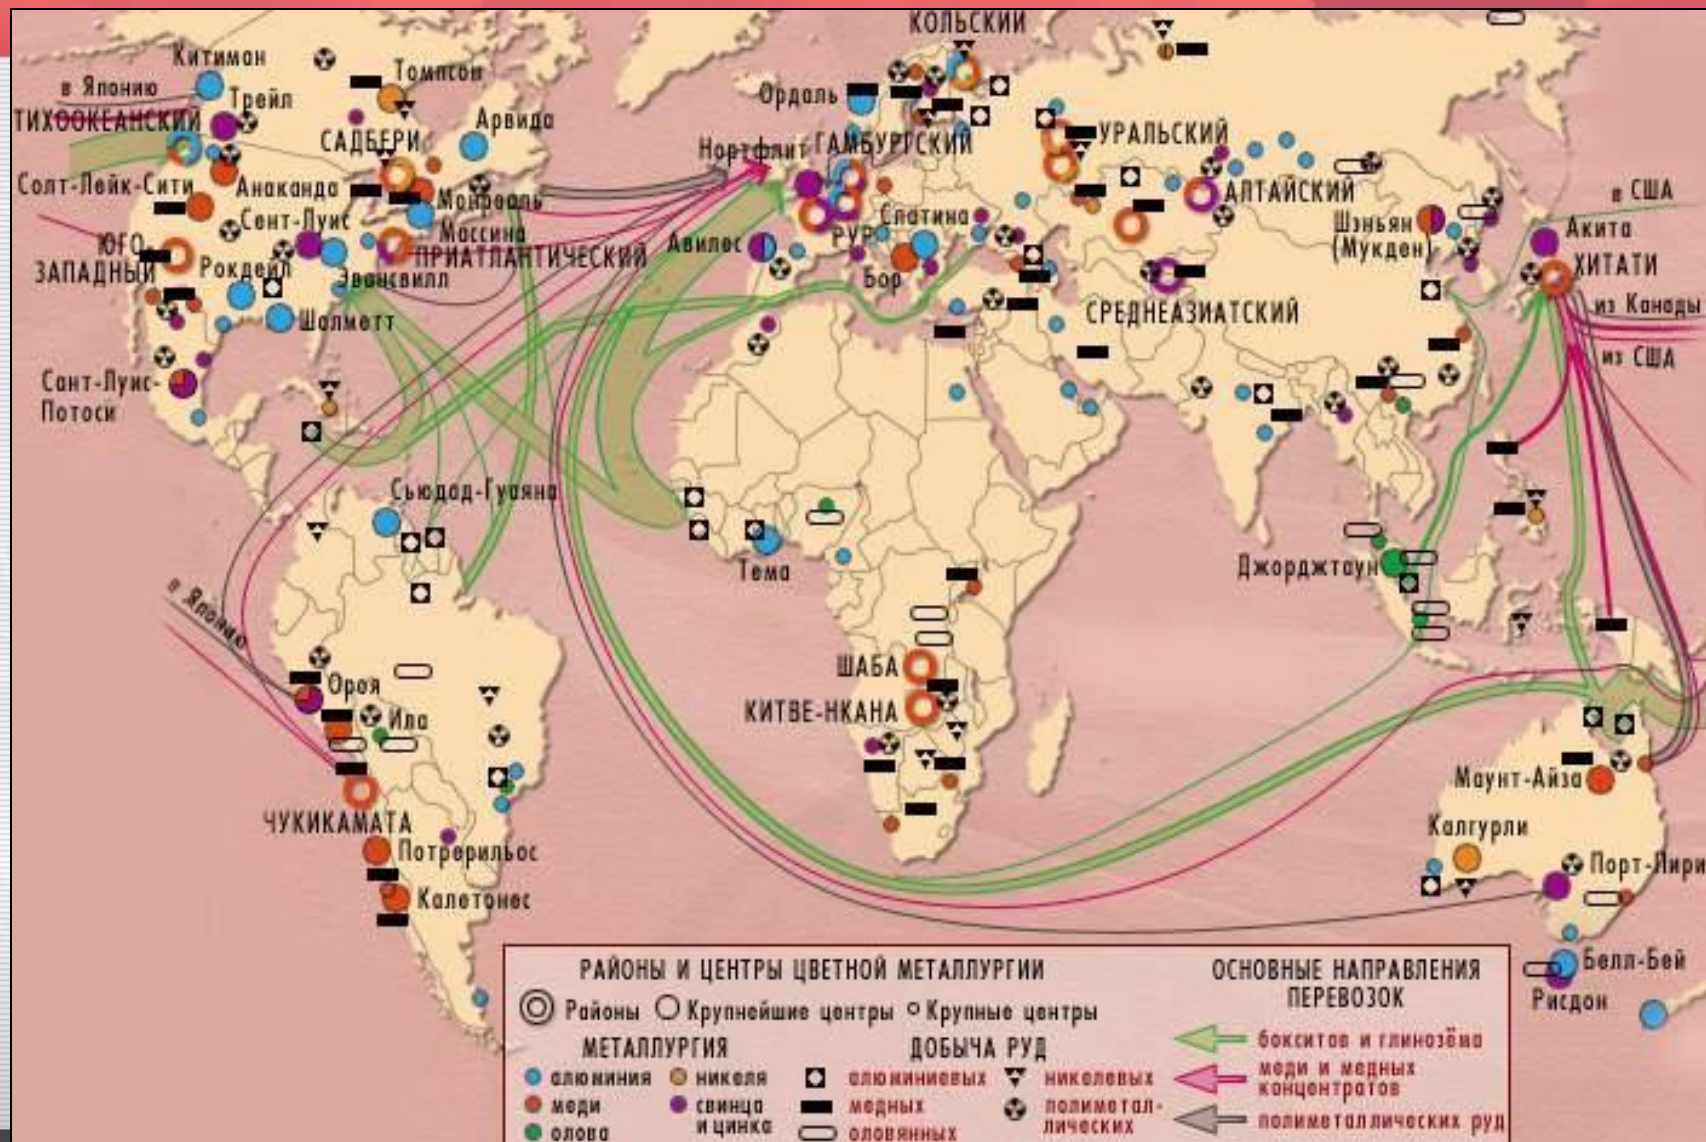 КОЛЬСКИЙ
Китиман
Томпсон
в Японию
Трейл
Ордаль
ТИХООКЕАНСКИЙ
Арвида
САДБЕРИ
УРАЛЬСКИЙ
Нортфлит
ГАМБУРГСКИЙ
Солт-Лейк-Сити
Анаканда
Монреаль
АЛТАЙСКИЙ
в США
Сент-Луис
Массина
Слатина
Шэньян
(Мукден)
Акита
ЮГО-
ЗАПАДНЫЙ
Рокдейл
ПРИАТЛАНТИЧЕСКИЙ
Авилес
РУР
Бор
ХИТАТИ
Эвансвилл
из Канады
Шалметт
СРЕДНЕАЗИАТСКИЙ
из США
Сант-Луис-
Потоси
Сьюдад-Гуаяна
Тема
Джорджтаун
в Японию
ШАБА
Ороя
КИТВЕ-НКАНА
Ила
Маунт-Айза
ЧУКИКАМАТА
Калгурли
Потрерильос
Порт-Пири
Калетонес
Белл-Бей
Рисдон
РАЙОНЫ И ЦЕНТРЫ ЦВЕТНОЙ МЕТАЛЛУРГИИ
Районы Крупнейшие центры Крупные центры
МЕТАЛЛУРГИЯ
алюминия
никеля
меди
свинца
и цинка
олова
ДОБЫЧА РУД
алюминиевых
никелевых
медных
полиметал-
лических
оловянных
ОСНОВНЫЕ НАПРАВЛЕНИЯ
ПЕРЕВОЗОК
бокситов и глинозёма
меди и медных
концентратов
полиметаллических руд